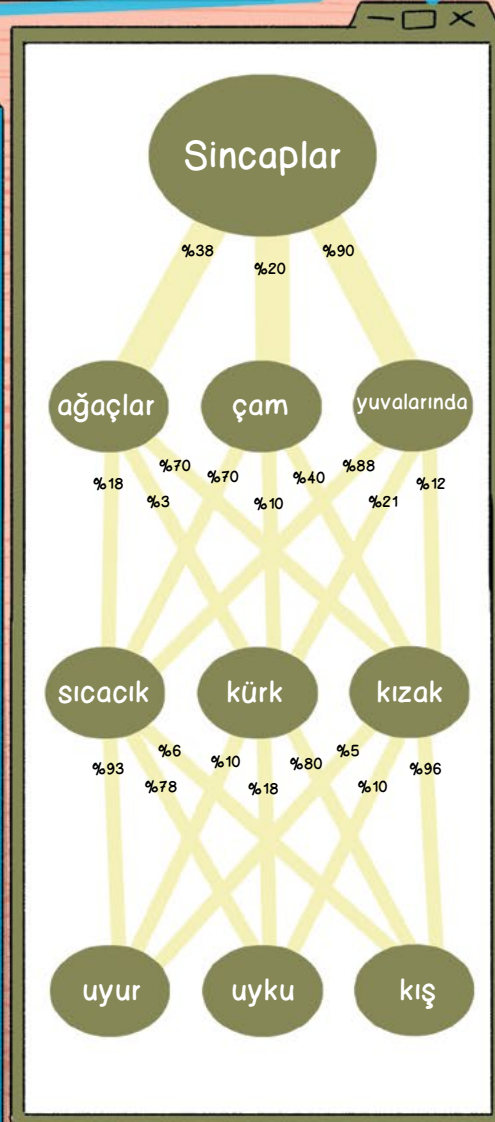 Sincaplar
%38
%20
%90
ağaçlar
çam
yuvalarında
%18
%3
%70
%70
%10
%40
%88
%21
%12
sıcacık
kürk
kızak
%93
%78
%6
%10
%18
%80
%5
%10
%96
uyur
uyku
kış